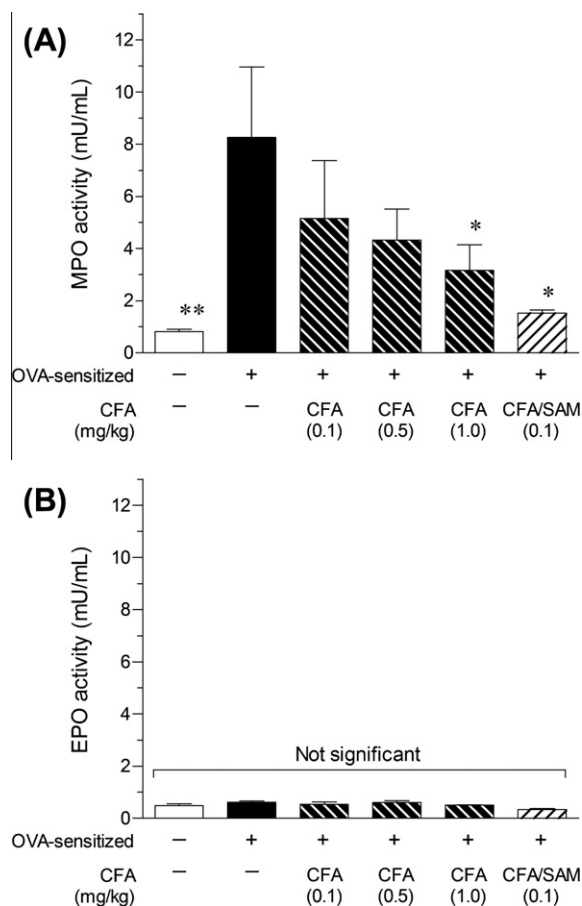 (A)
MPO activity (mU/mL)
12
10
8
6
4
2
0
**
*
*
OVA-sensitized − + + + + +
CFA − − CFA CFA CFA CFA/SAM
(mg/kg) (0.1) (0.5) (1.0) (0.1)
(B)
EPO activity (mU/mL)
12
10
8
6
4
2
0
Not significant
OVA-sensitized − + + + + +
CFA − − CFA CFA CFA CFA/SAM
(mg/kg) (0.1) (0.5) (1.0) (0.1)